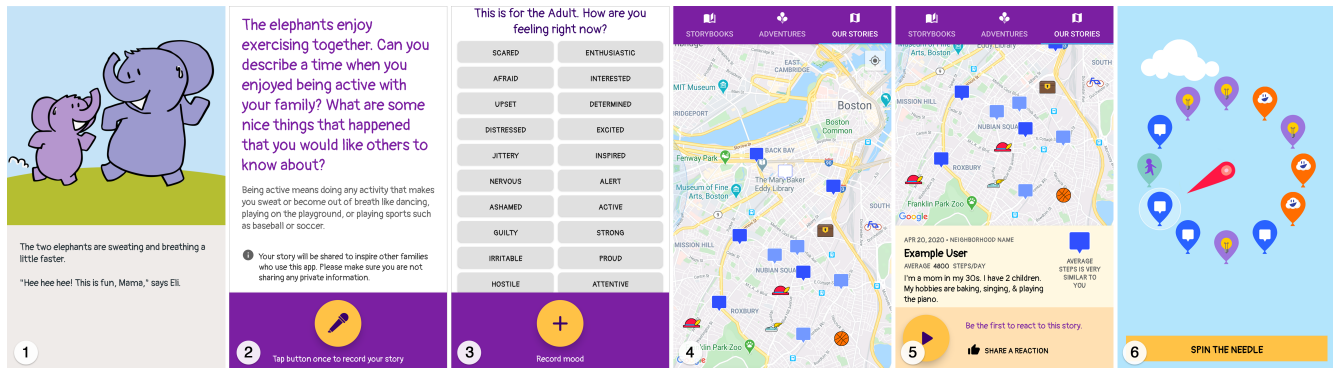 The two elephants are sweating and breathing a
little faster.
"Hee hee hee! This is fun, Mama," says Eli.
1
The elephants enjoy
exercising together. Can you
describe a time when you
enjoyed being active with
your family? What are some
nice things that happened
that you would like others to
know about?
Being active means doing any activity that makes
you sweat or become out of breath like dancing,
playing on the playground, or playing sports such
as baseball or soccer.
Your story will be shared to inspire other families
who use this app. Please make sure you are not
sharing any private information.
Tap button once to record your story
2
This is for the Adult. How are you
feeling right now?
SCARED ENTHUSIASTIC
AFRAID INTERESTED
UPSET DETERMINED
DISTRESSED EXCITED
JITTERY INSPIRED
NERVOUS ALERT
ASHAMED ACTIVE
GUILTY STRONG
IRRITABLE PROUD
HOSTILE ATTENTIVE
Record mood
3
STORYBOOKS ADVENTURES OUR STORIES
EAST
CAMBRIDGE
MIT Museum
Boston
Boston
Common
BRIDGEPORT
BACK BAY
Fenway Park
The Mary Baker
Eddy Library
Museum of Fine
Arts, Boston
SOUTH
MISSION HILL
NUBIAN SQUA
ROXBURY
klin Park Zoo
4
STORYBOOKS ADVENTURES OUR STORIES
Arts, Boston
Eddy Library
SOUTH
MISSION HILL
NUBIAN SQUA
ROXBURY
Franklin Park Zoo
Google
APR 20, 2020 • NEIGHBORHOOD NAME
Example User
AVERAGE 4800 STEPS/DAY
I'm a mom in my 30s. I have 2 children.
My hobbies are baking, singing, & playing
the piano.
AVERAGE
STEPS IS VERY
SIMILAR TO
YOU
Be the first to react to this story.
SHARE A REACTION
5
SPIN THE NEEDLE
6